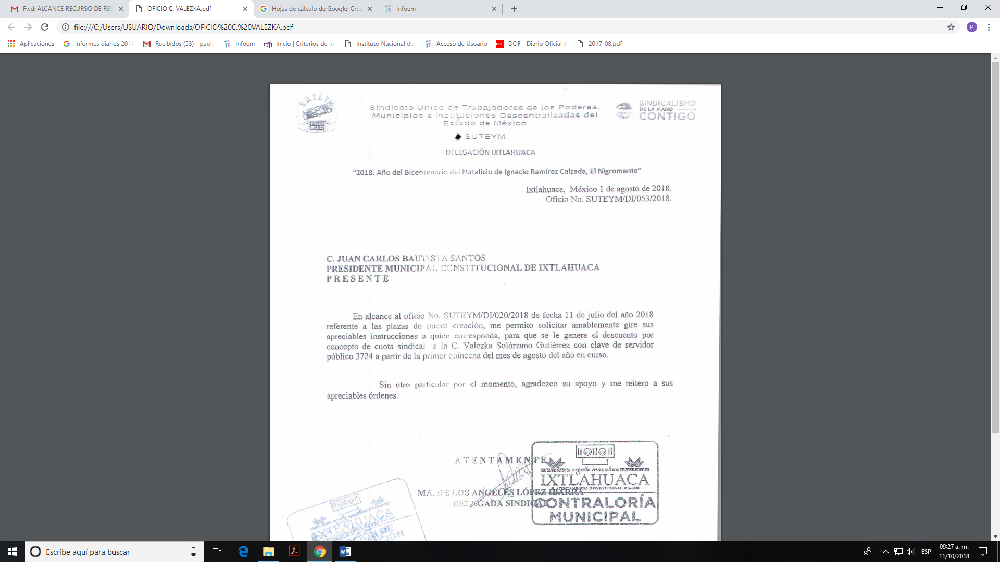 Fwd: ALCANCE RECURSO DE REV
OFICIO C. VALEZKA.pdf
Hojas de cálculo de Google: Crea
Infoem
file:///C:/Users/USUARIO/Downloads/OFICIO%20C.%20VALEZKA.pdf
P
Aplicaciones
informes diarios 2018
Recibidos (53) - pauli
Infoem
Inicio | Criterios de In
Instituto Nacional de
Acceso de Usuario
DOF
DOF - Diario Oficial d
2017-08.pdf
S.U.T.E.Y.M
Sindicato Unico de Trabajadores de los Poderes,
Municipios e Instituciones Descentralizadas del
Estado de México
SUTEYM
SINDICALISMO
DE LA MANO
CONTIGO
DELEGACIÓN IXTLAHUACA
“2018. Año del Bicentenario del Natalicio de Ignacio Ramírez Calzada, El Nigromante”
Ixtlahuaca, México 1 de agosto de 2018.
Oficio No. SUTEYM/DI/053/2018.
C. JUAN CARLOS BAUTISTA SANTOS
PRESIDENTE MUNICIPAL CONSTITUCIONAL DE IXTLAHUACA
P R E S E N T E
En alcance al oficio No. SUTEYM/DI/020/2018 de fecha 11 de julio del año 2018
referente a las plazas de nueva creación, me permito solicitar amablemente gire sus
apreciables instrucciones a quien corresponda, para que se le genere el descuento por
concepto de cuota sindical a la C. Valezka Solórzano Gutiérrez con clave de servidor
público 3724 a partir de la primer quincena del mes de agosto del año en curso.
Sin otro particular por el momento, agradezco su apoyo y me reitero a sus
apreciables órdenes.
A T E N T A M E N T E
MA. DE LOS ANGELES LÓPEZ IBARRA
DELEGADA SINDICAL
orgullo mazahua
IXTLAHUACA
AYUNTAMIENTO CONSTITUCIONAL 2016-2018
CONTRALORÍA
MUNICIPAL
IXTLAHUACA
Escribe aquí para buscar
ESP
09:27 a. m.
11/10/2018